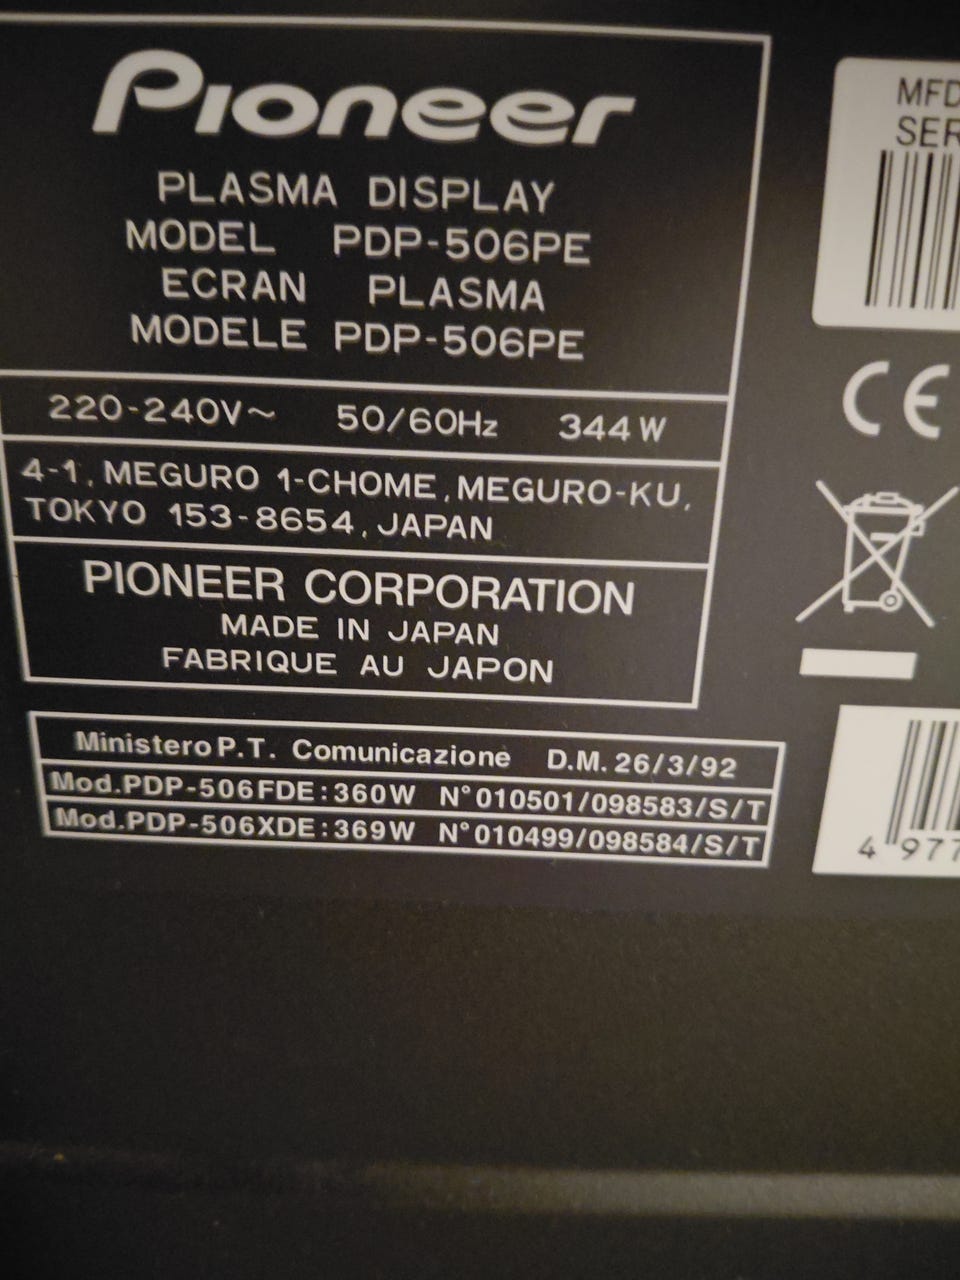 Pioneer
PLASMA DISPLAY
MODEL PDP-506PE
ECRAN PLASMA
MODELE PDP-506PE
220-240V~ 50/60Hz 344W
4-1, MEGURO 1-CHOME, MEGURO-KU,
TOKYO 153-8654, JAPAN
PIONEER CORPORATION
MADE IN JAPAN
FABRIQUE AU JAPON
Ministero P.T. Comunicazione D.M. 26/3/92
Mod.PDP-506FDE:360W N°010501/098583/S/T
Mod.PDP-506XDE:369W N°010499/098584/S/T
MFD
SER
CE
4 977